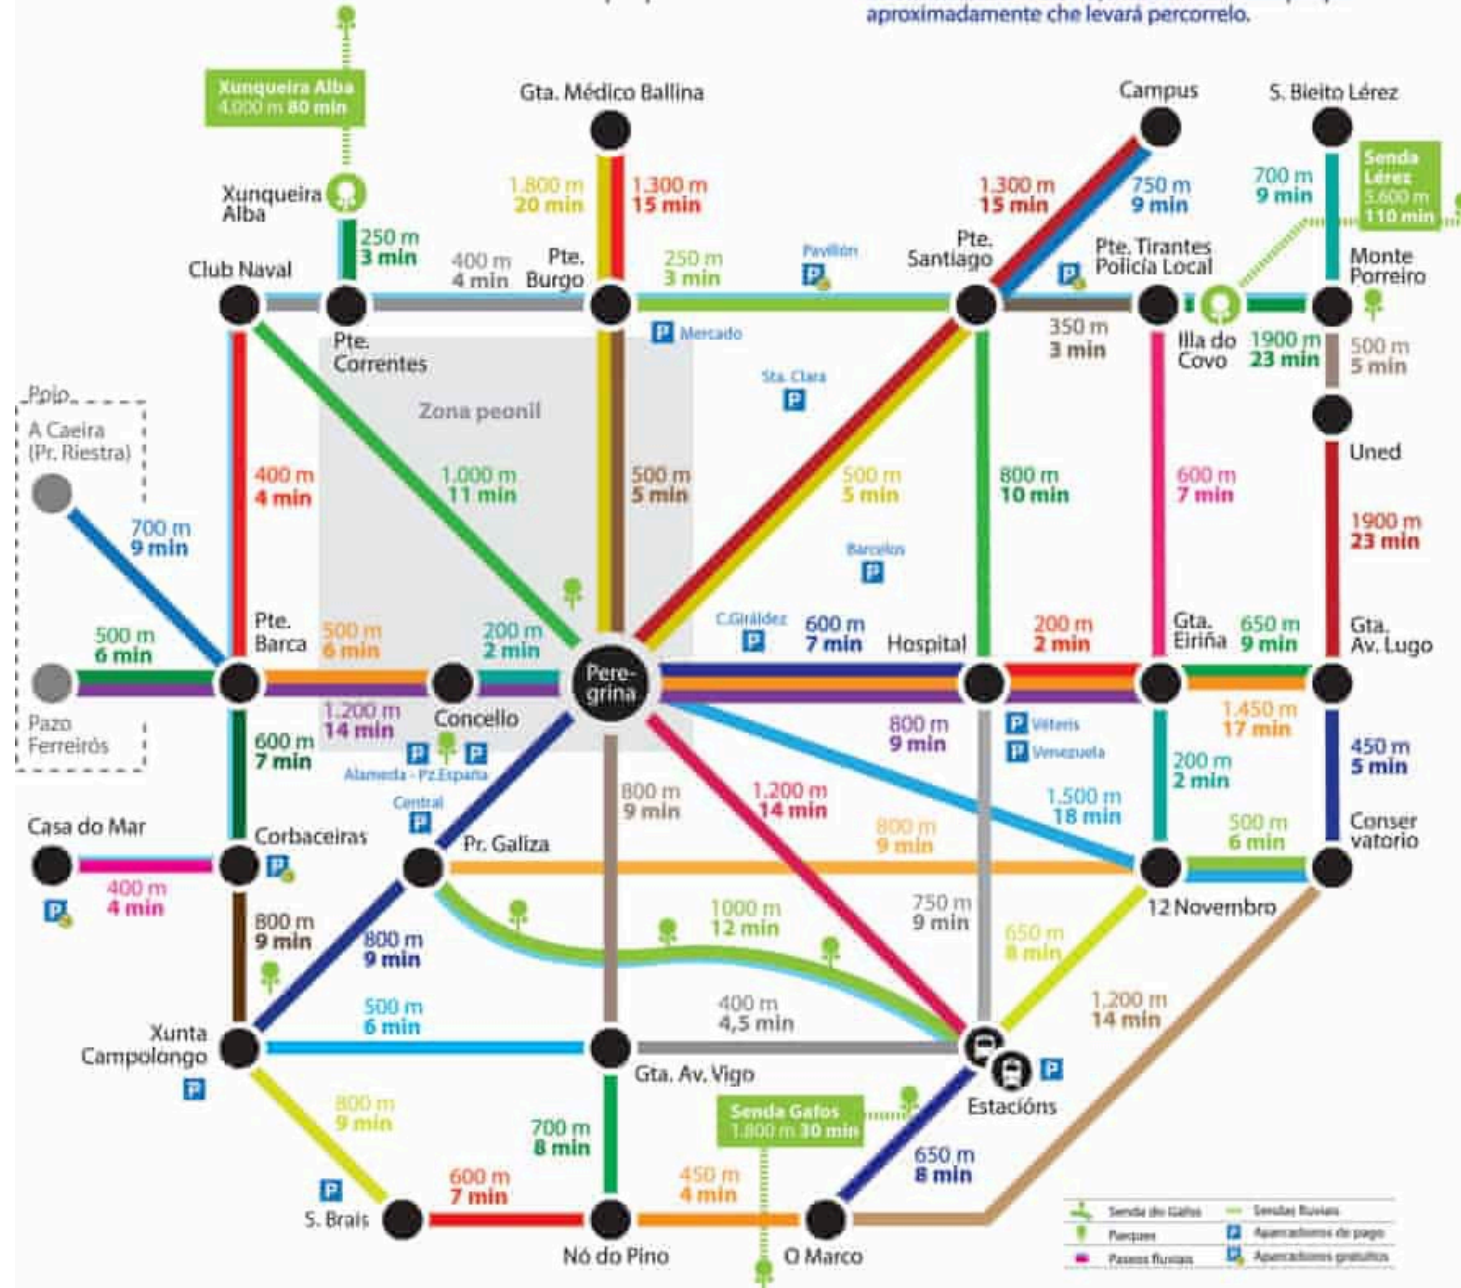 aproximadamente che levará percorrelo.
Xunqueira Alba
4.000 m 80 min
Gta. Médico Ballina
Campus
S. Bieito Lérez
Senda
Lérez
5.600 m
110 min
Xunqueira
Alba
1.800 m
20 min
1.300 m
15 min
1.300 m
15 min
750 m
9 min
700 m
9 min
250 m
3 min
Club Naval
400 m
4 min
Pte.
Burgo
250 m
3 min
Pavillón
P
Pte.
Santiago
P
Pte. Tirantes
Policía Local
Monte
Porreiro
Pte.
Correntes
P Mercado
350 m
3 min
Illa do
Covo
1900 m
23 min
500 m
5 min
Zona peonil
Sta. Clara
P
Poio
A Caeira
(Pr. Riestra)
Uned
400 m
4 min
1.000 m
11 min
500 m
5 min
500 m
5 min
800 m
10 min
600 m
7 min
700 m
9 min
1900 m
23 min
Barcelos
P
Pte.
Barca
500 m
6 min
500 m
6 min
200 m
2 min
C.Giráldez
P
600 m
7 min
Hospital
200 m
2 min
Gta.
Eiriña
650 m
9 min
Gta.
Av. Lugo
Pere-
grina
Pazo
Ferreirós
1.200 m
14 min
Concello
P P
Alameda - Pz.España
800 m
9 min
P Véteris
P Venezuela
1.450 m
17 min
600 m
7 min
450 m
5 min
200 m
2 min
Central
P
800 m
9 min
1.200 m
14 min
1.500 m
18 min
Casa do Mar
Corbaceiras
P
Pr. Galiza
800 m
9 min
500 m
6 min
Conser
vatorio
400 m
4 min
P
12 Novembro
800 m
9 min
800 m
9 min
1000 m
12 min
750 m
9 min
650 m
8 min
500 m
6 min
400 m
4,5 min
1.200 m
14 min
Xunta
Campolongo
P
Gta. Av. Vigo
P
Estacións
800 m
9 min
700 m
8 min
Senda Gafos
1.800 m 30 min
650 m
8 min
600 m
7 min
450 m
4 min
P
S. Brais
Nó do Pino
O Marco
Senda do Gafos
Sendas fluviais
Parques
P Aparcadoiros de pago
Paseos fluviais
P Aparcadoiros gratuítos